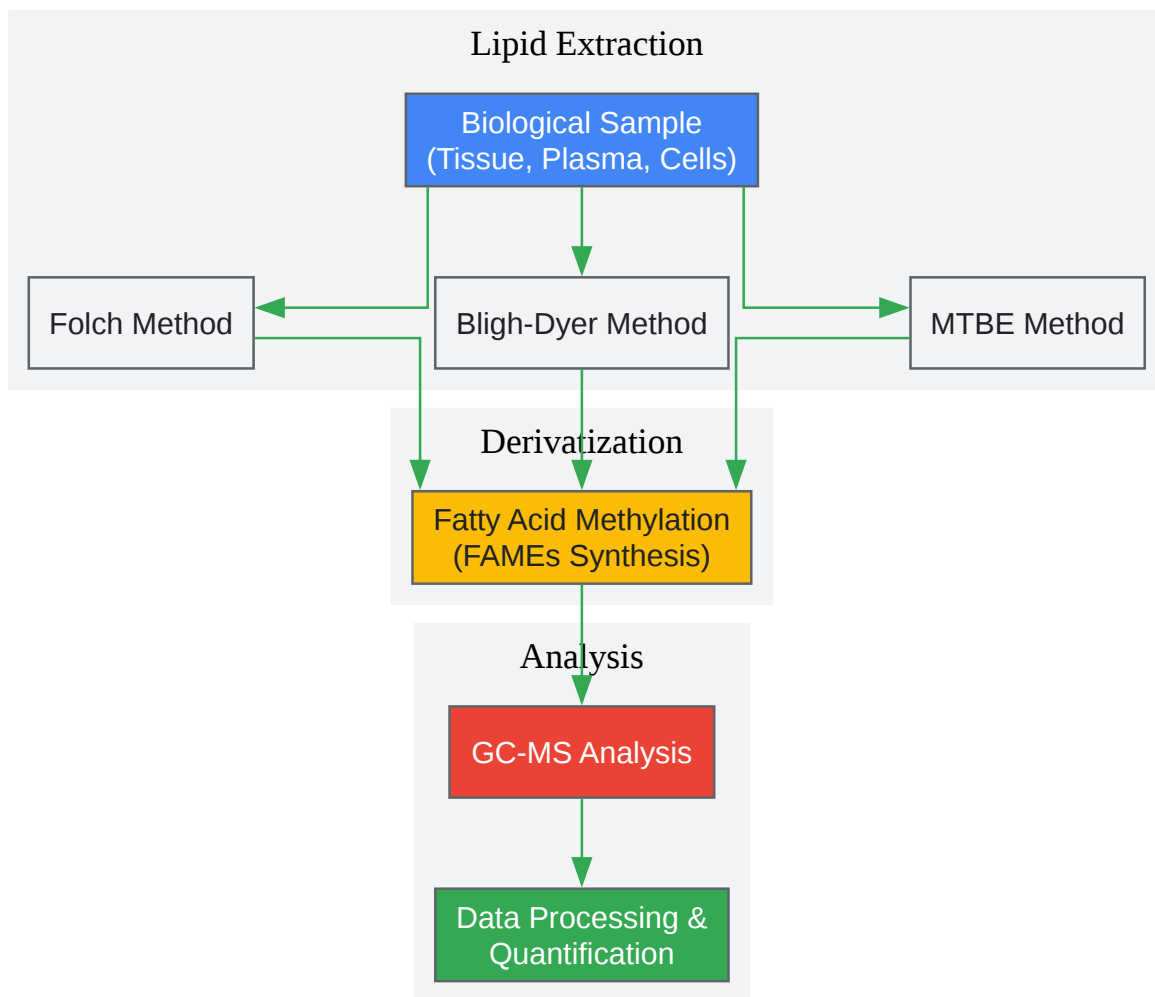 Lipid Extraction
Biological Sample
(Tissue, Plasma, Cells)
Folch Method
Bligh-Dyer Method
MTBE Method
Derivatization
Fatty Acid Methylation
(FAMEs Synthesis)
Analysis
GC-MS Analysis
Data Processing &
Quantification